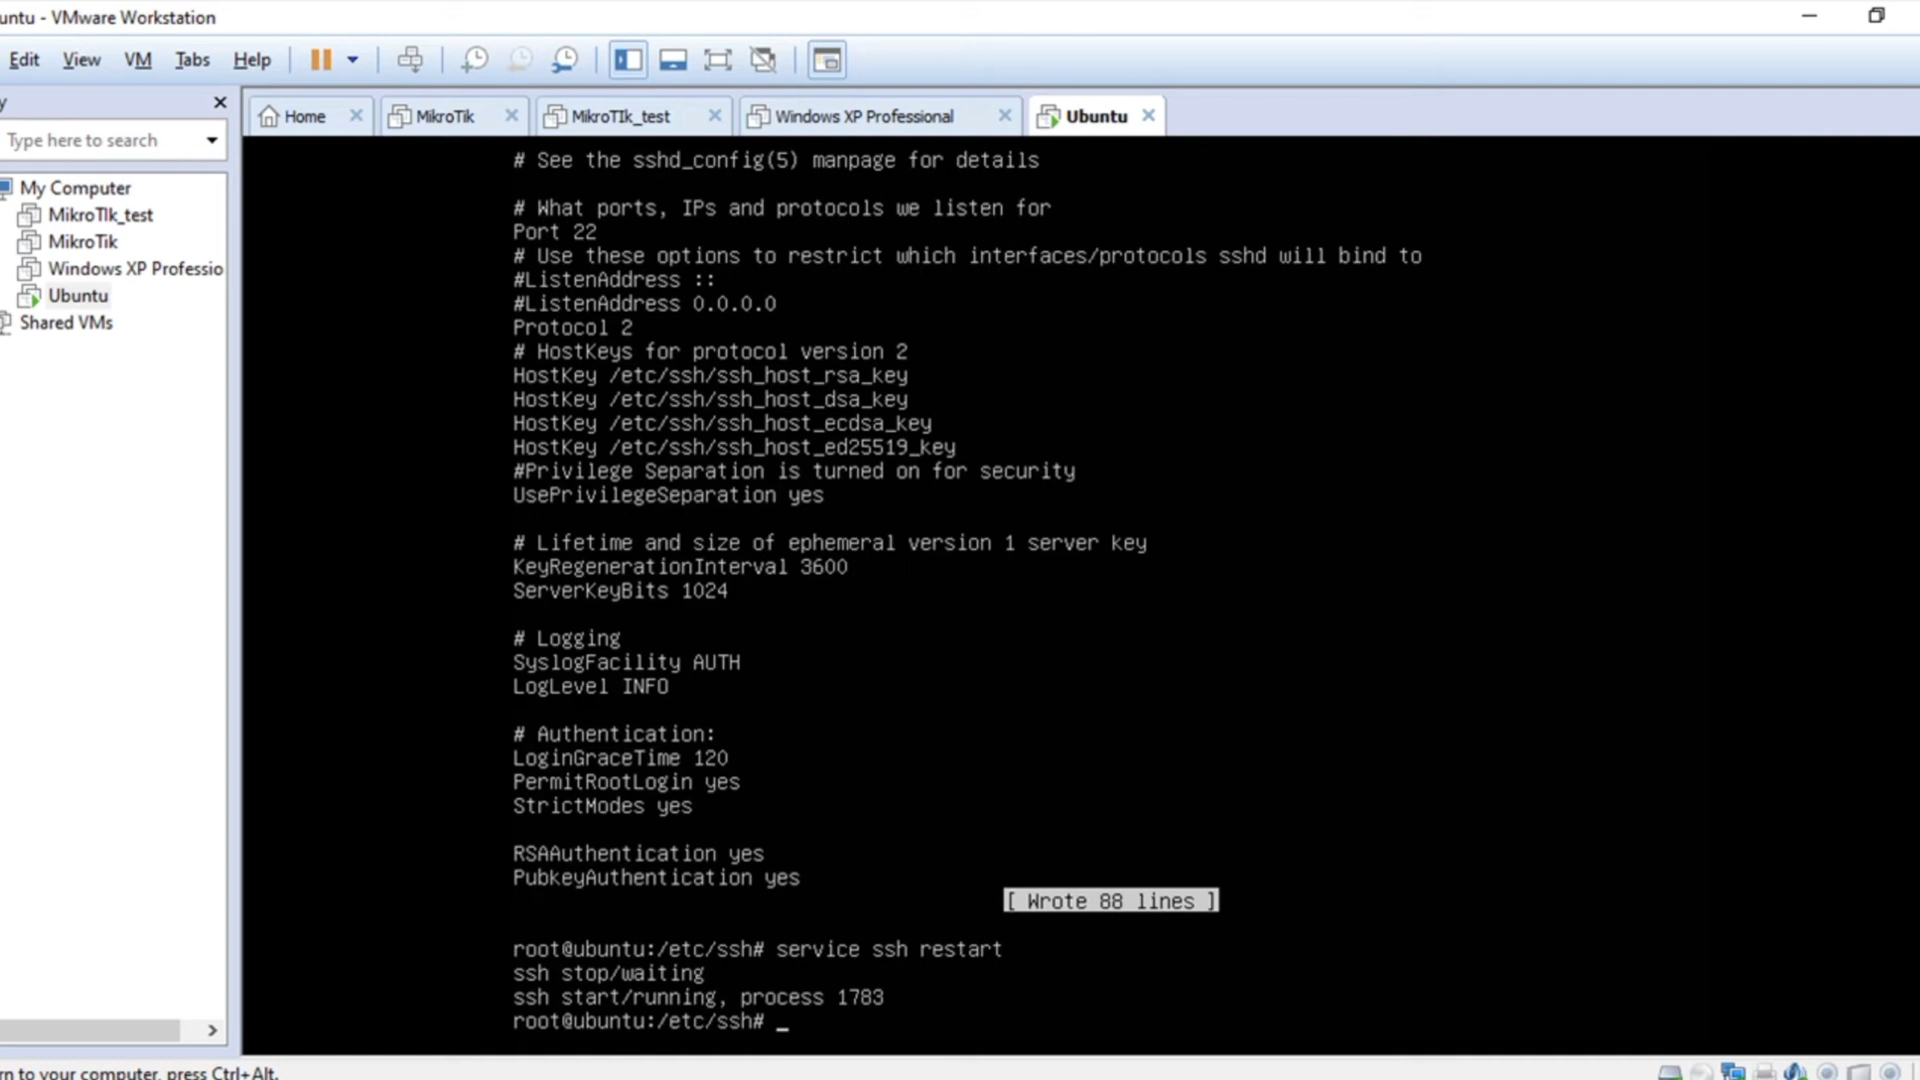 untu - VMware Workstation
Edit View VM Tabs Help
y
Type here to search
My Computer
MikroTIk_test
MikroTik
Windows XP Professio
Ubuntu
Shared VMs
Home
MikroTik
MikroTIk_test
Windows XP Professional
Ubuntu
# See the sshd_config(5) manpage for details
# What ports, IPs and protocols we listen for
Port 22
# Use these options to restrict which interfaces/protocols sshd will bind to
#ListenAddress ::
#ListenAddress 0.0.0.0
Protocol 2
# HostKeys for protocol version 2
HostKey /etc/ssh/ssh_host_rsa_key
HostKey /etc/ssh/ssh_host_dsa_key
HostKey /etc/ssh/ssh_host_ecdsa_key
HostKey /etc/ssh/ssh_host_ed25519_key
#Privilege Separation is turned on for security
UsePrivilegeSeparation yes
# Lifetime and size of ephemeral version 1 server key
KeyRegenerationInterval 3600
ServerKeyBits 1024
# Logging
SyslogFacility AUTH
LogLevel INFO
# Authentication:
LoginGraceTime 120
PermitRootLogin yes
StrictModes yes
RSAAuthentication yes
PubkeyAuthentication yes
[ Wrote 88 lines ]
root@ubuntu:/etc/ssh# service ssh restart
ssh stop/waiting
ssh start/running, process 1783
root@ubuntu:/etc/ssh# _
rn to your computer, press Ctrl+Alt.